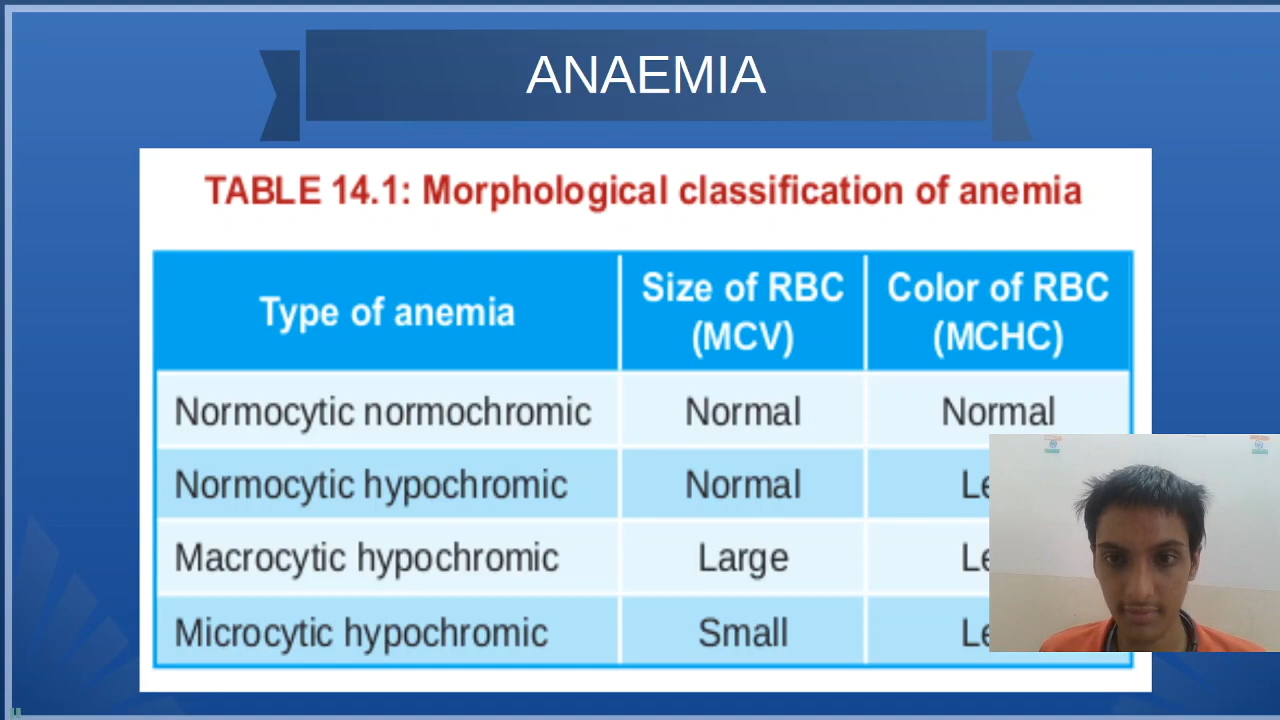 ANAEMIA
TABLE 14.1: Morphological classification of anemia
Type of anemia
Size of RBC
(MCV)
Color of RBC
(MCHC)
Normocytic normochromic Normal Normal
Normocytic hypochromic Normal
Macrocytic hypochromic Large
Microcytic hypochromic Small